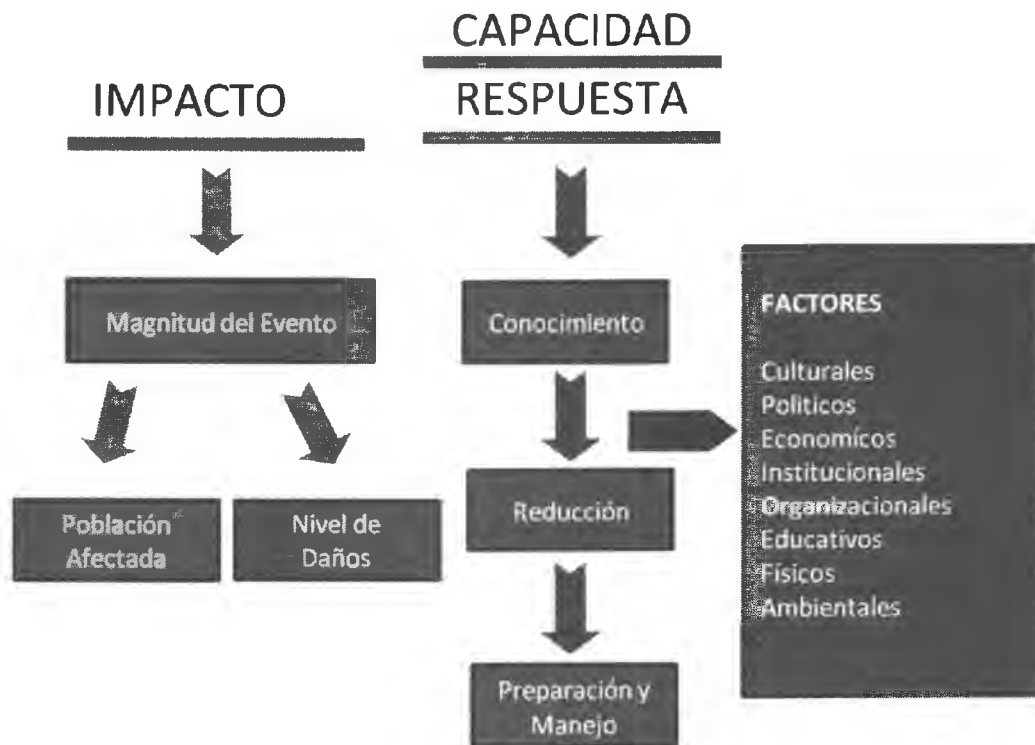 IMPACTO
CAPACIDAD
RESPUESTA
Magnitud del Evento
Población
Afectada
Nivel de
Daños
Conocimiento
Reducción
Preparación y
Manejo
FACTORES
Culturales
Politicos
Economícos
Institucionales
Organizacionales
Educativos
Físicos
Ambientales